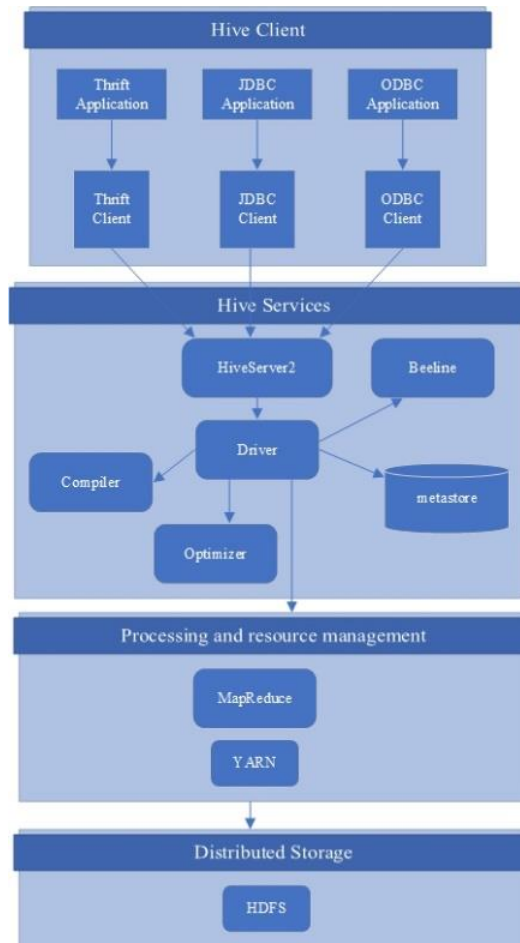 Hive Client
Thrift
Application
JDBC
Application
ODBC
Application
Thrift
Client
JDBC
Client
ODBC
Client
Hive Services
HiveServer2
Beeline
Driver
Compiler
metastore
Optimizer
Processing and resource management
MapReduce
YARN
Distributed Storage
HDFS